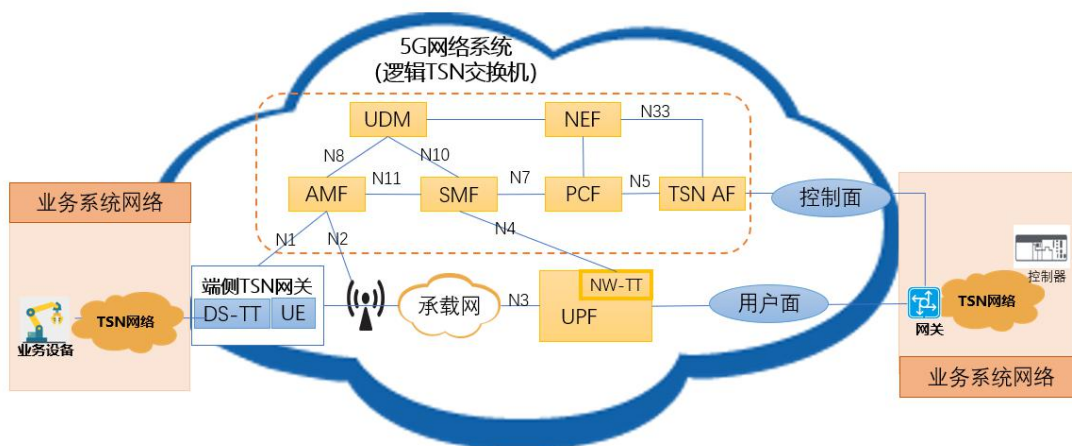 5G网络系统
(逻辑TSN交换机)
UDM
NEF
N33
N8
N10
N11
N7
N5
AMF
SMF
PCF
TSN AF
控制面
业务系统网络
N1
N2
N4
控制器
端侧TSN网关
DS-TT
UE
承载网
N3
NW-TT
UPF
用户面
TSN网络
业务设备
TSN网络
网关
业务系统网络